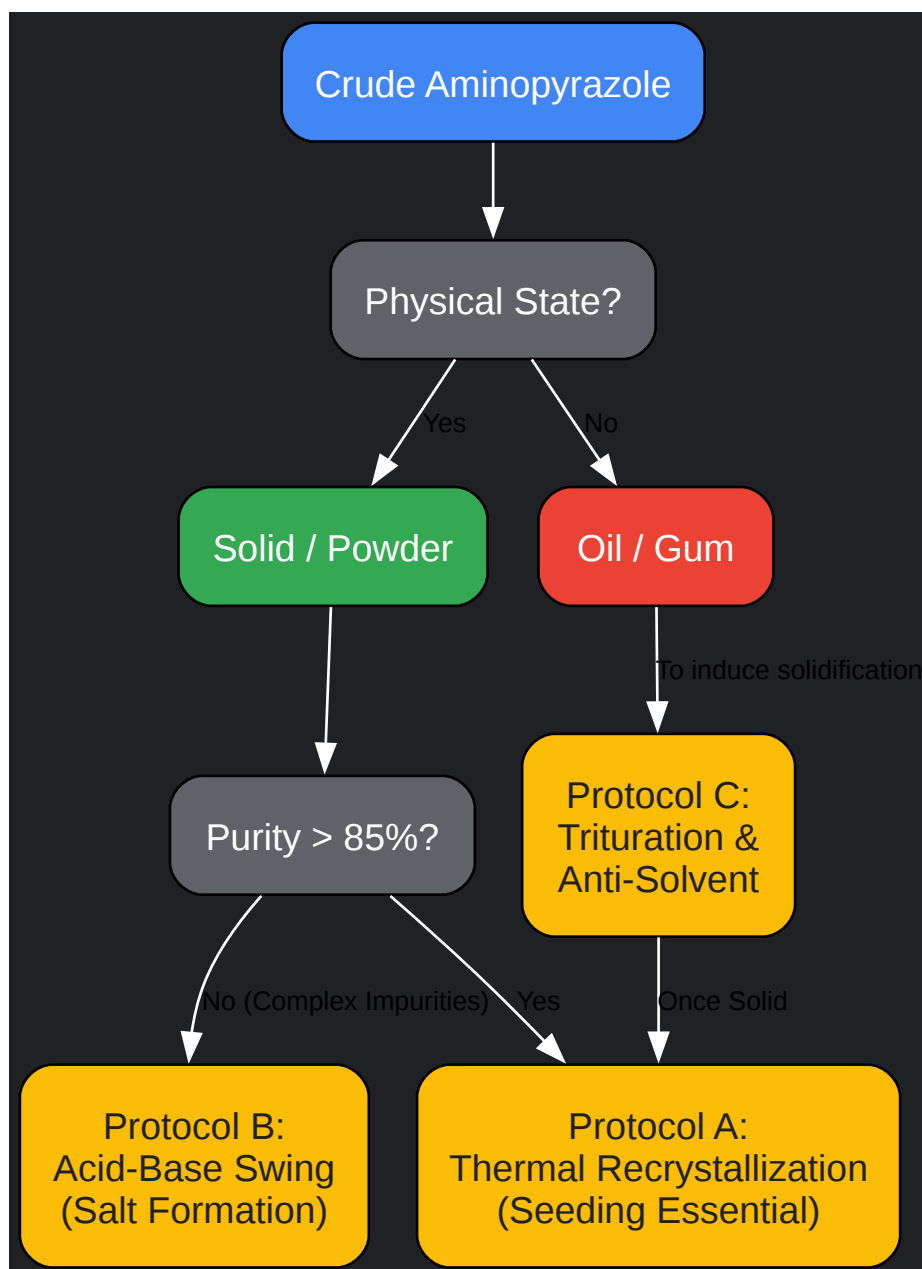 Crude Aminopyrazole
Physical State?
Yes
No
Solid / Powder
Oil / Gum
To induce solidification
Purity > 85%?
Protocol C:
Trituration &
Anti-Solvent
No (Complex Impurities)
Yes
Once Solid
Protocol B:
Acid-Base Swing
(Salt Formation)
Protocol A:
Thermal Recrystallization
(Seeding Essential)